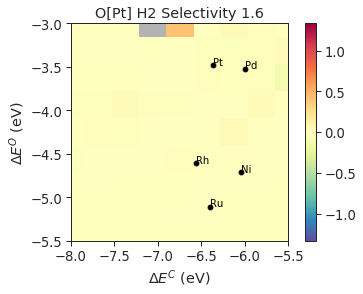 O[Pt] H2 Selectivity 1.6
−3.0
−3.5
−4.0
−4.5
−5.0
−5.5
ΔE^O (eV)
Pt
Pd
Rh
Ni
Ru
−8.0 −7.5 −7.0 −6.5 −6.0 −5.5
ΔE^C (eV)
1.0
0.5
0.0
−0.5
−1.0